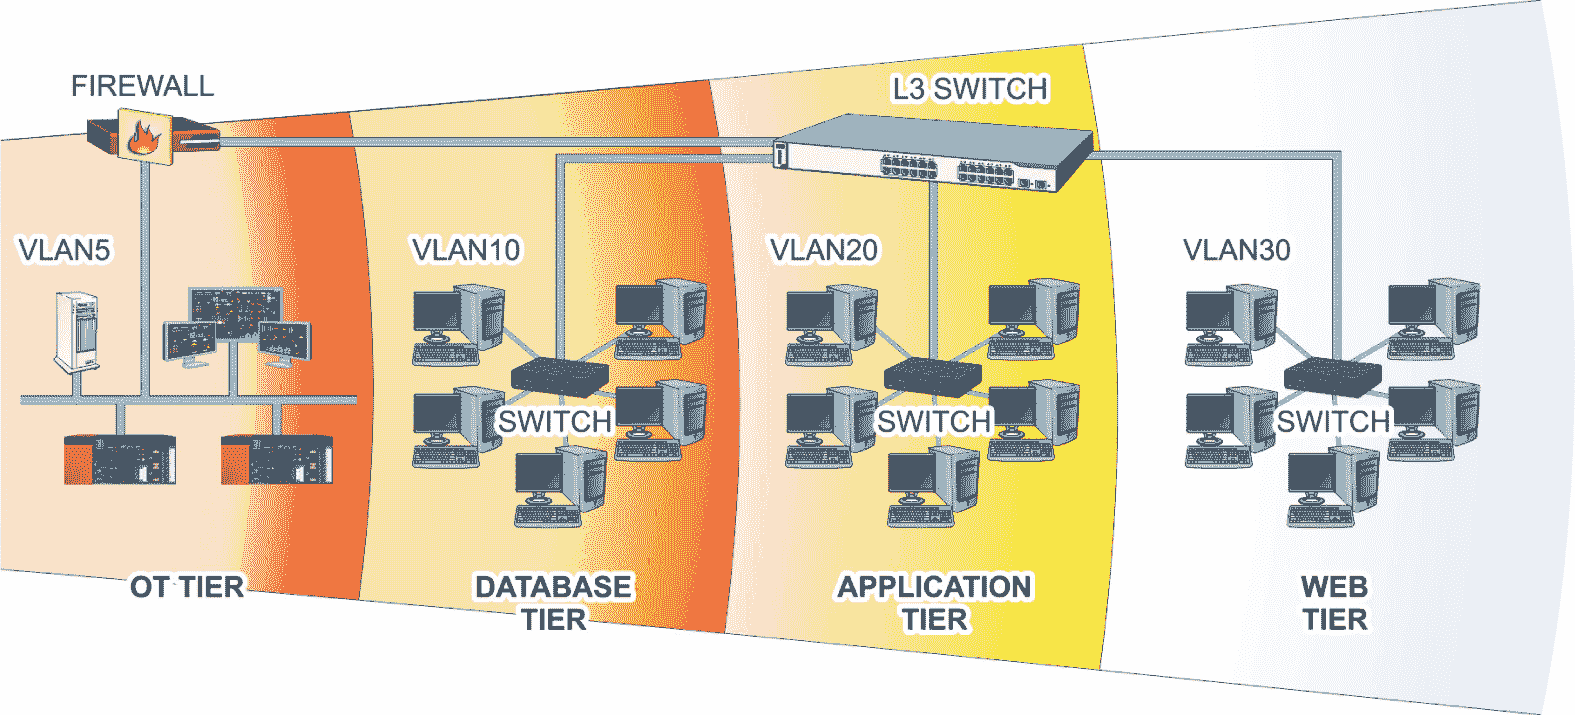 FIREWALL
L3 SWITCH
VLAN5
VLAN10
VLAN20
VLAN30
SWITCH
SWITCH
SWITCH
OT TIER
DATABASE
TIER
APPLICATION
TIER
WEB
TIER